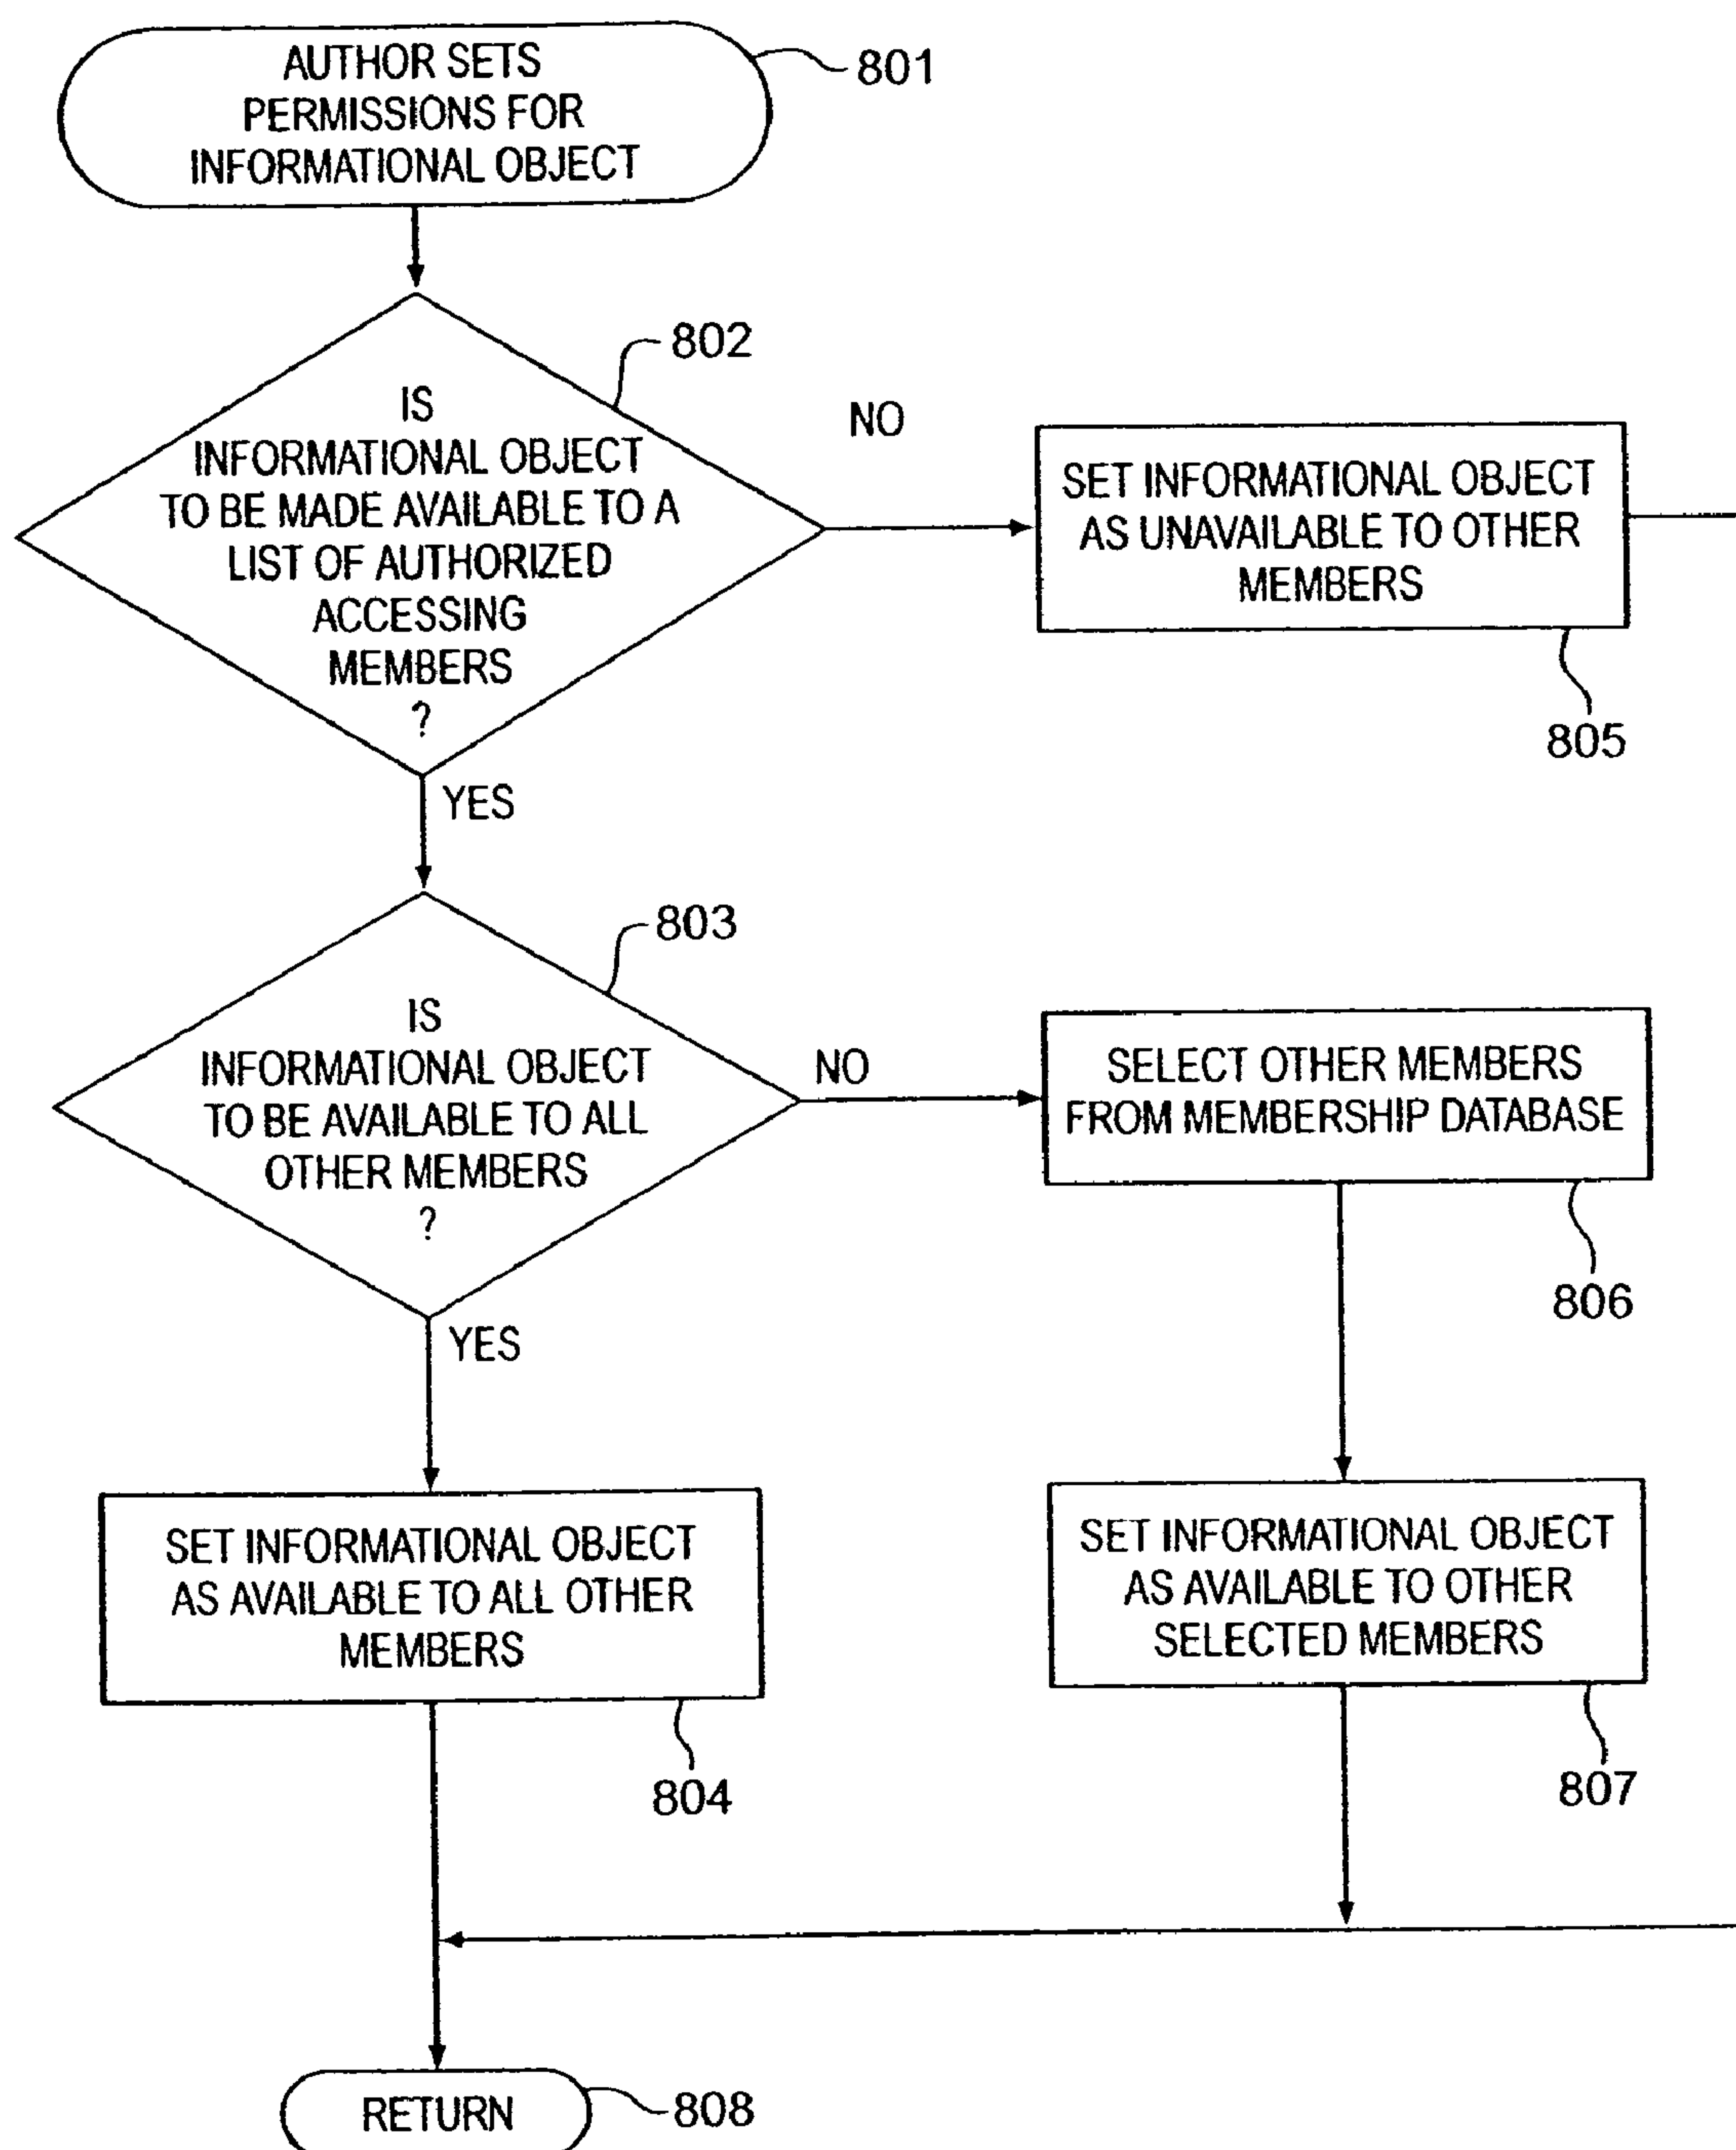 AUTHOR SETS
PERMISSIONS FOR
INFORMATIONAL OBJECT
801
802
IS
INFORMATIONAL OBJECT
TO BE MADE AVAILABLE TO A
LIST OF AUTHORIZED
ACCESSING
MEMBERS
?
NO
SET INFORMATIONAL OBJECT
AS UNAVAILABLE TO OTHER
MEMBERS
805
YES
803
IS
INFORMATIONAL OBJECT
TO BE AVAILABLE TO ALL
OTHER MEMBERS
?
NO
SELECT OTHER MEMBERS
FROM MEMBERSHIP DATABASE
806
YES
SET INFORMATIONAL OBJECT
AS AVAILABLE TO ALL OTHER
MEMBERS
804
SET INFORMATIONAL OBJECT
AS AVAILABLE TO OTHER
SELECTED MEMBERS
807
RETURN
808